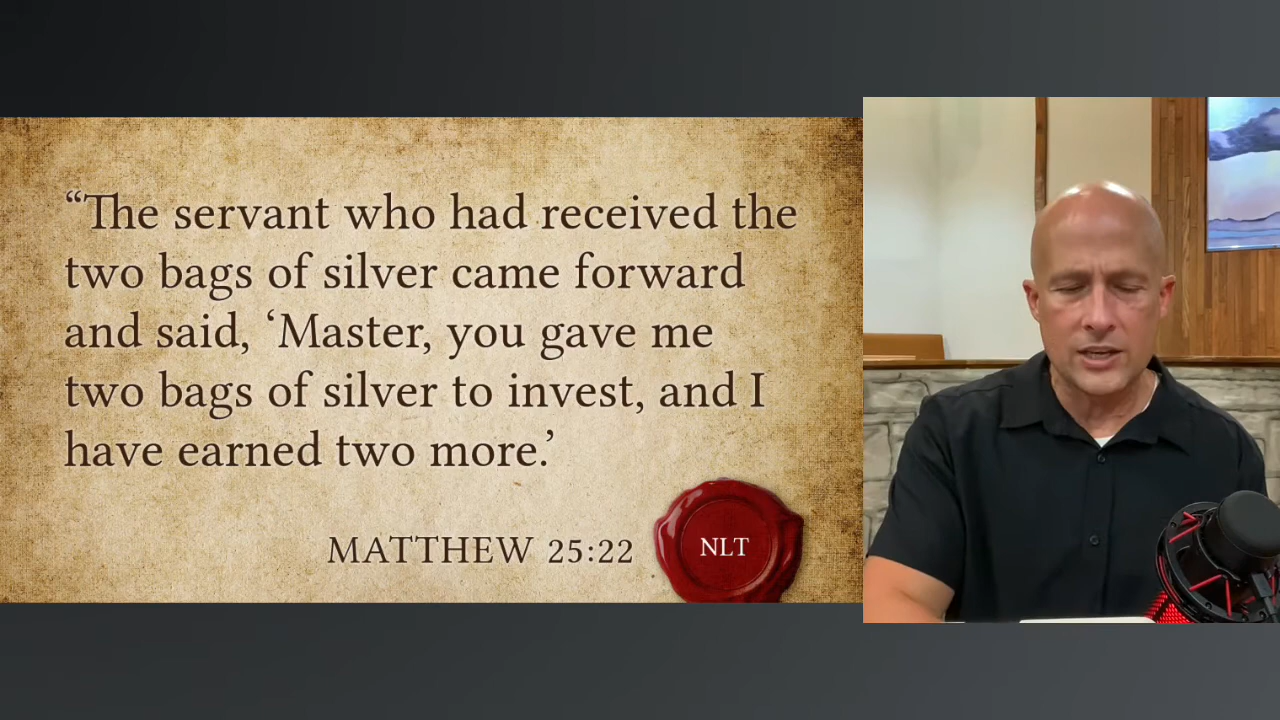 “The servant who had received the
two bags of silver came forward
and said, ‘Master, you gave me
two bags of silver to invest, and I
have earned two more.’
MATTHEW 25:22
NLT